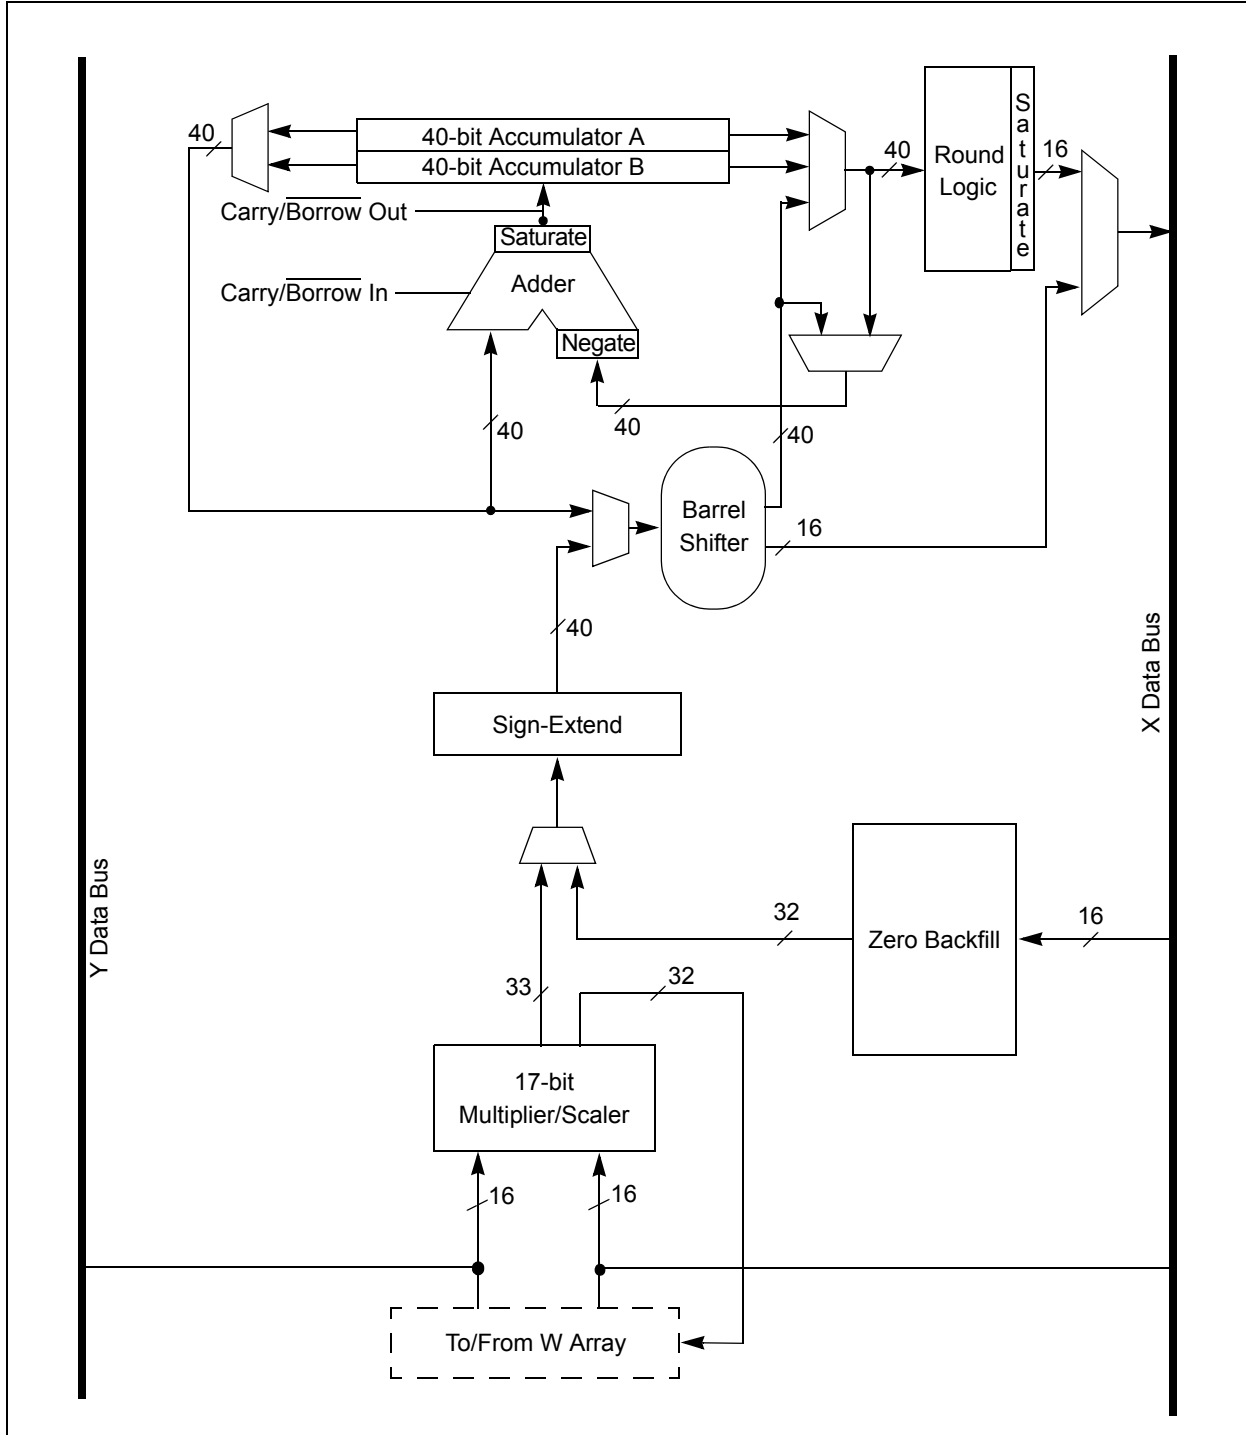 40
40-bit Accumulator A
40-bit Accumulator B
Carry/Borrow Out
Saturate
Carry/Borrow In
Adder
Negate
40
Round
Logic
Saturate
16
40
40
40
Barrel
Shifter
16
40
Sign-Extend
X Data Bus
Y Data Bus
32
Zero Backfill
16
33
32
17-bit
Multiplier/Scaler
16
16
To/From W Array